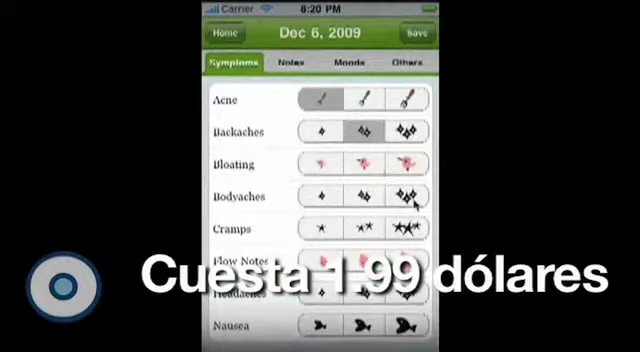 Carrier 8:20 PM
Home Dec 6, 2009 Save
Symptoms Notes Moods Others
Acne
Backaches
Bloating
Bodyaches
Cramps
Flow Notes
Cuesta 1.99 dólares
Headaches
Nausea